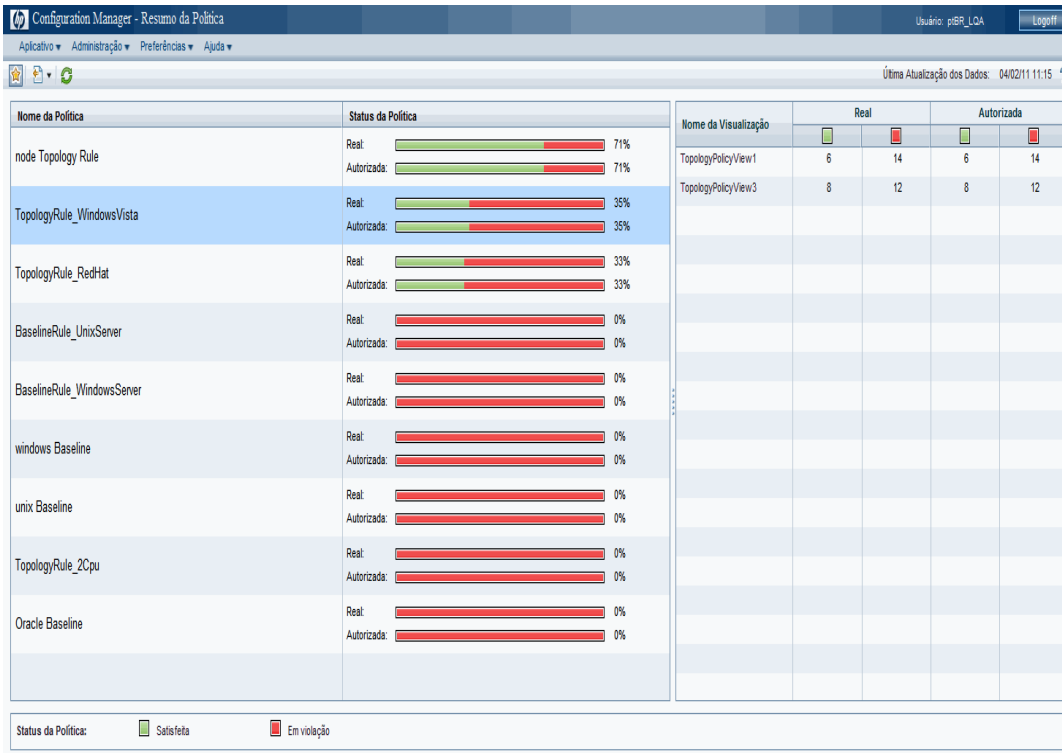 hp Configuration Manager - Resumo da Política
Usuário: ptBR_LQA
Logoff
Aplicativo Administração Preferências Ajuda
Última Atualização dos Dados: 04/02/11 11:15
Nome da Política
Status da Política
node Topology Rule
Real: 71%
Autorizada: 71%
TopologyRule_WindowsVista
Real: 35%
Autorizada: 35%
TopologyRule_RedHat
Real: 33%
Autorizada: 33%
BaselineRule_UnixServer
Real: 0%
Autorizada: 0%
BaselineRule_WindowsServer
Real: 0%
Autorizada: 0%
windows Baseline
Real: 0%
Autorizada: 0%
unix Baseline
Real: 0%
Autorizada: 0%
TopologyRule_2Cpu
Real: 0%
Autorizada: 0%
Oracle Baseline
Real: 0%
Autorizada: 0%
Nome da Visualização
Real
Autorizada
TopologyPolicyView1 6 14 6 14
TopologyPolicyView3 8 12 8 12
Status da Política: Satisfeita Em violação